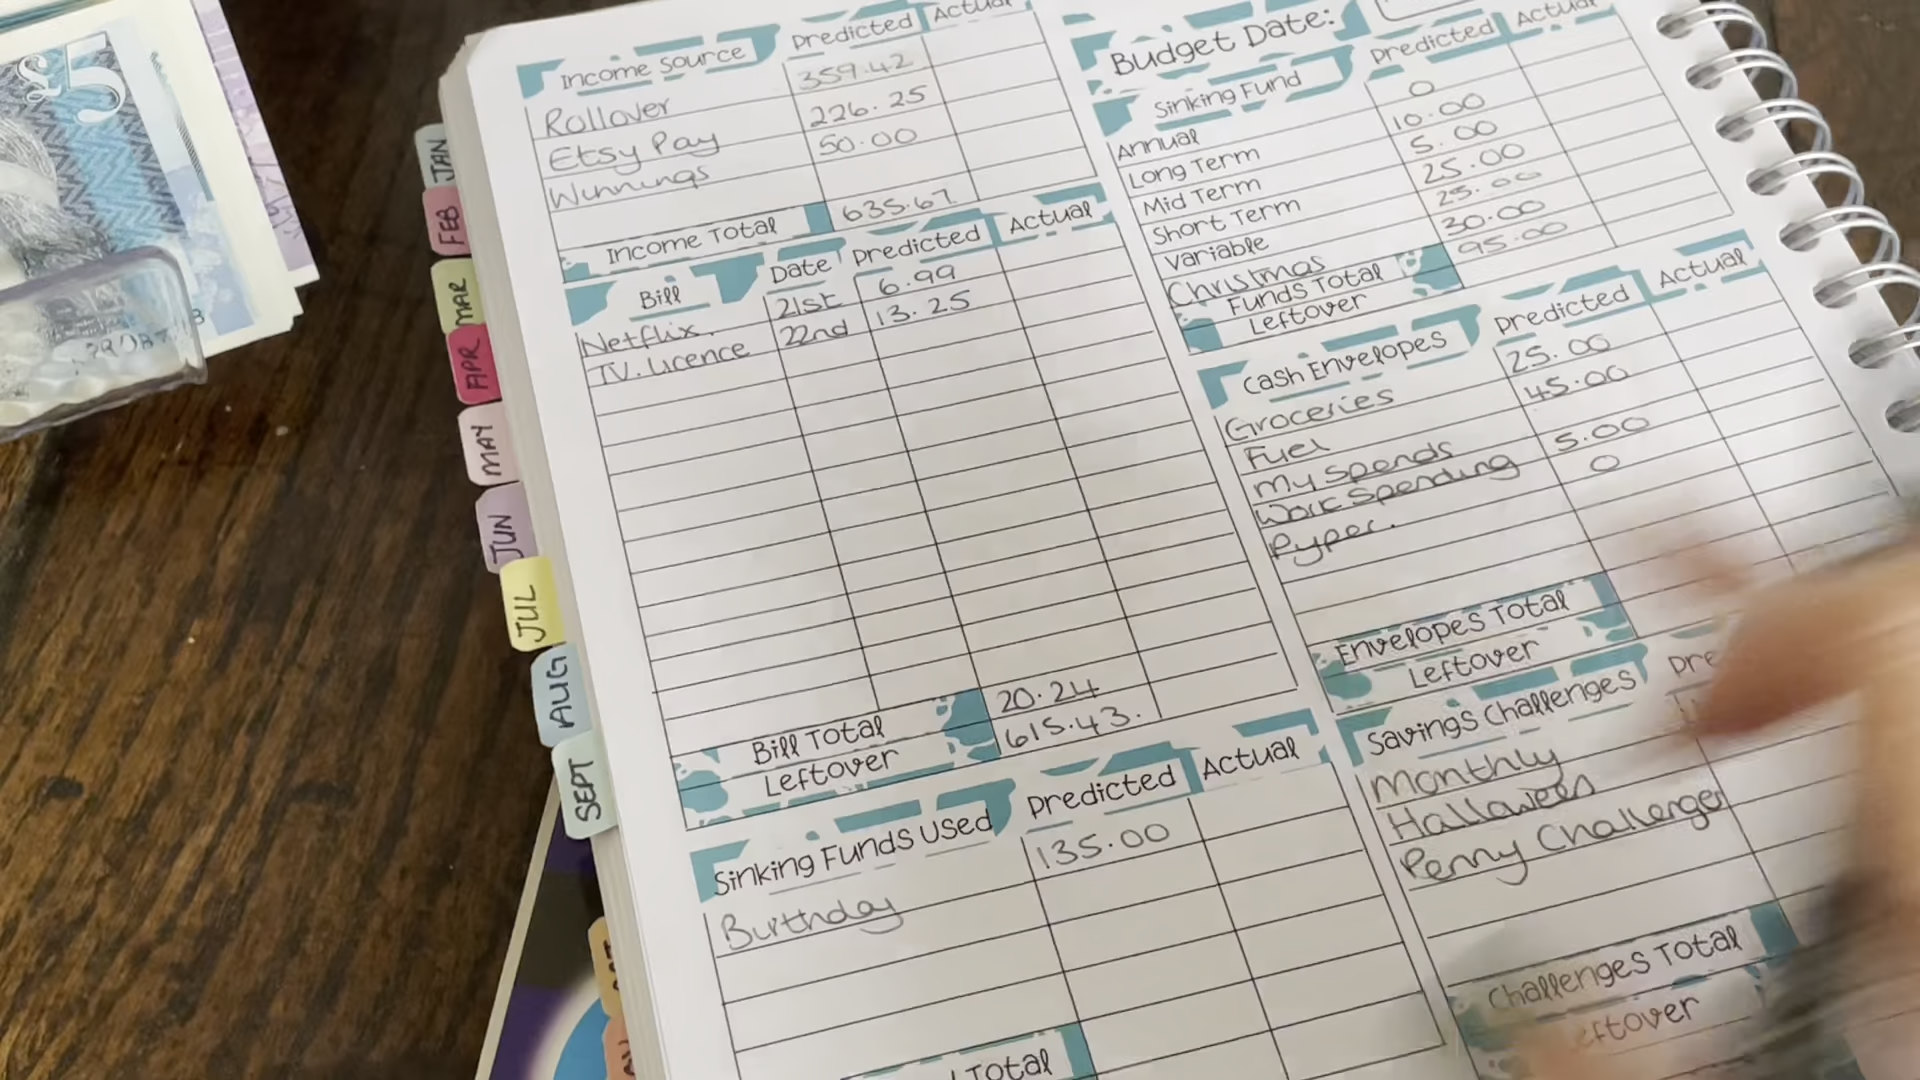 £5
JAN
FEB
MAR
APR
MAY
JUN
JUL
AUG
SEPT
Income Source Predicted Actual
Rollover 359.42
Etsy Pay 226.25
Winnings 50.00
Income Total 635.67
Bill Date Predicted Actual
Netflix. 21st 6.99
TV. Licence 22nd 13.25
Bill Total 20.24
Leftover 615.43.
Sinking Funds Used Predicted Actual
Birthday 135.00
Total
Budget Date:
Sinking Fund Predicted Actual
Annual 0
Long Term 10.00
Mid Term 5.00
Short Term 25.00
Variable 25.00
Christmas 30.00
Funds Total 95.00
Leftover
Cash Envelopes Predicted Actual
Groceries 25.00
Fuel 45.00
My Spends
Work Spending 5.00
Pyper. 0
Envelopes Total
Leftover
Savings Challenges Pre
Monthly
Halloween
Penny Challenge
Challenges Total
eftover